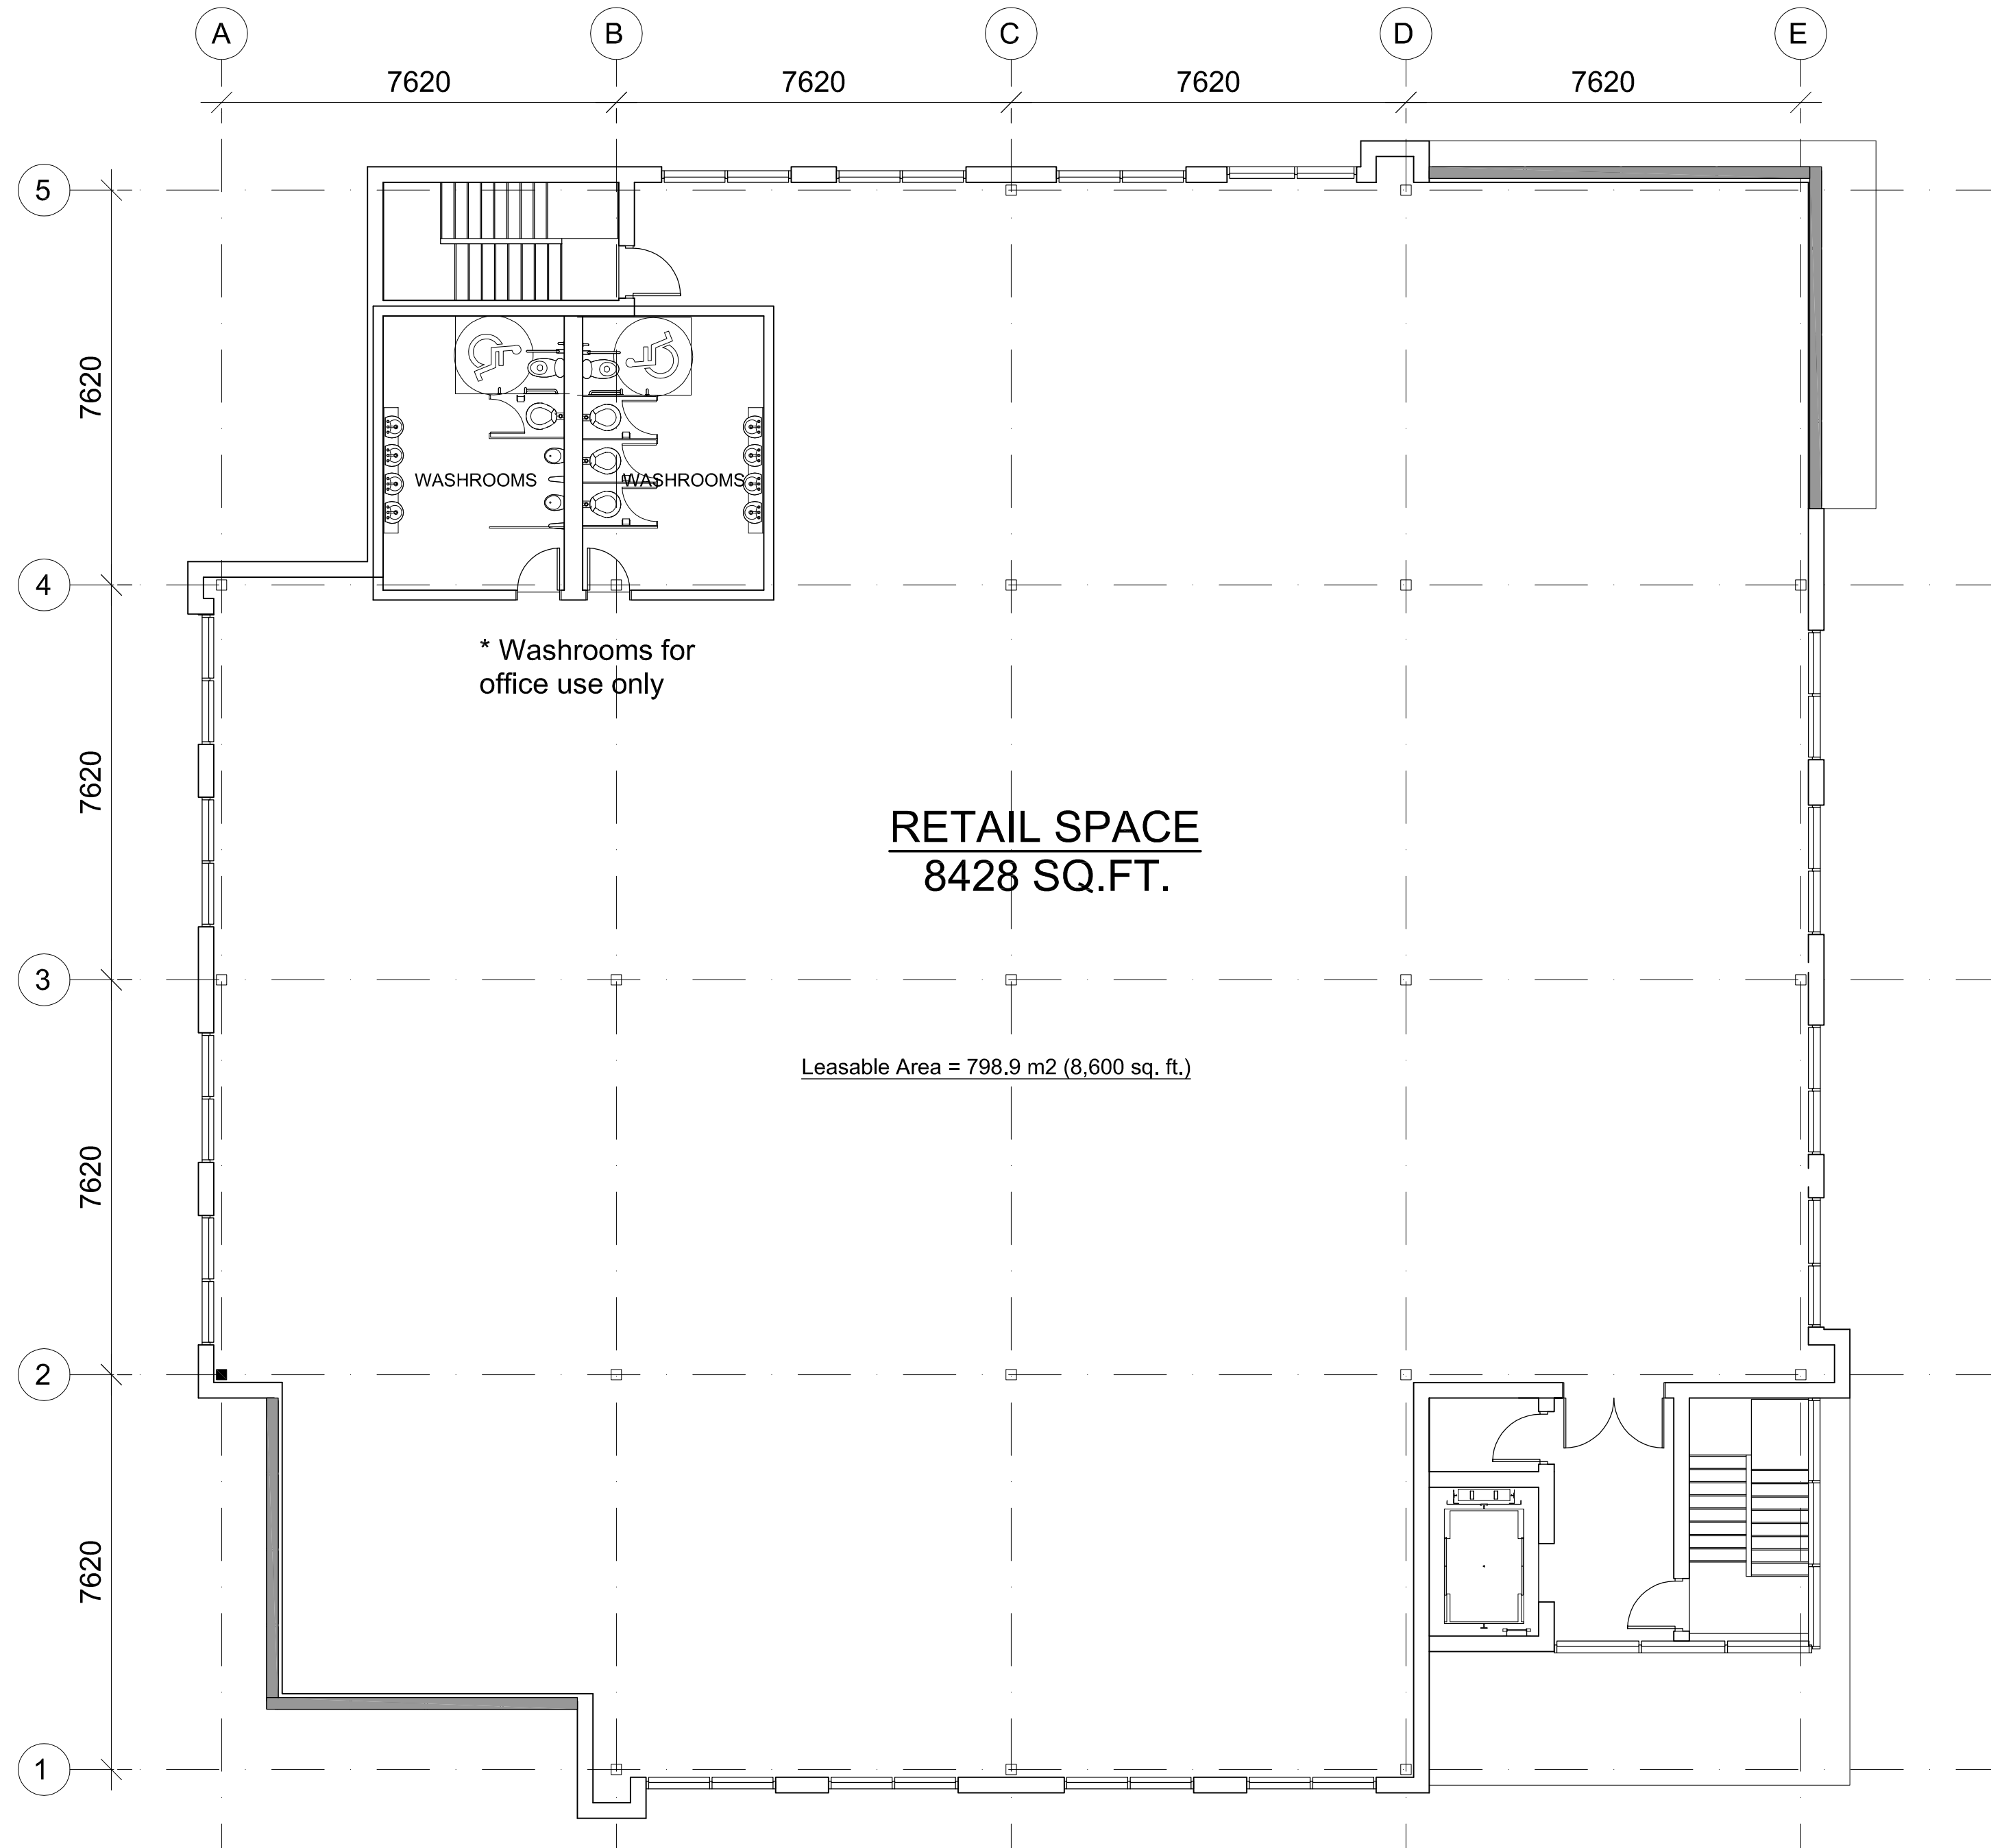 A B C D E
7620 7620 7620 7620
5
7620
WASHROOMS WASHROOMS
4
* Washrooms for
office use only
7620
RETAIL SPACE
8428 SQ.FT.
3
Leasable Area = 798.9 m2 (8,600 sq. ft.)
7620
2
7620
1